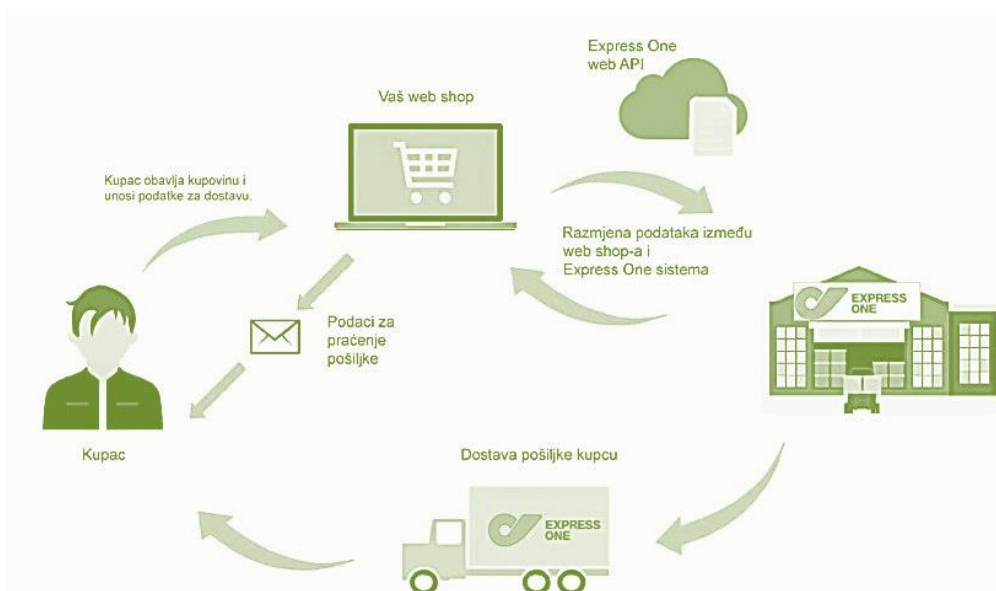 Express One
web API
Vaš web shop
Kupac obavlja kupovinu i
unosi podatke za dostavu.
Razmjena podataka između
web shop-a i
Express One sistema
EXPRESS
ONE
Podaci za
praćenje
pošiljke
Kupac
Dostava pošiljke kupcu
EXPRESS
ONE